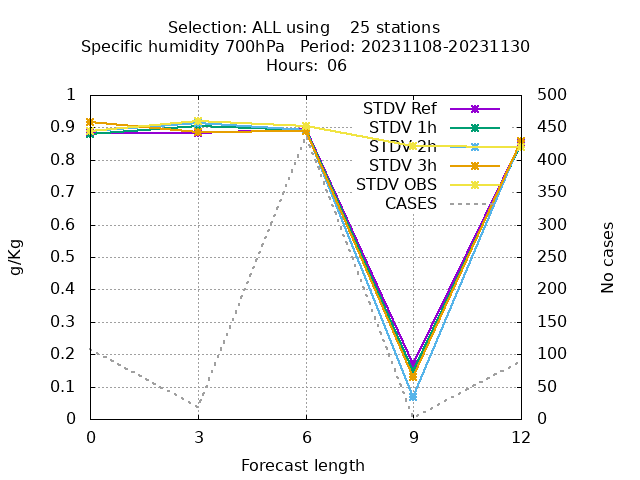 Selection: ALL using    25 stations
Specific humidity 700hPa   Period: 20231108-20231130
Hours:  06
STDV Ref
STDV 1h
STDV 2h
STDV 3h
STDV OBS
CASES
1
0.9
0.8
0.7
0.6
0.5
0.4
0.3
0.2
0.1
0
500
450
400
350
300
250
200
150
100
50
0
g/Kg
No cases
0 3 6 9 12
Forecast length